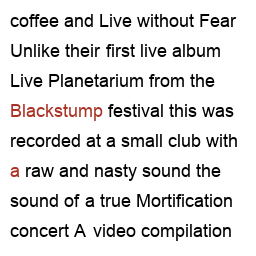 coffee and Live without Fear
Unlike their first live album
Live Planetarium from the
Blackstump festival this was
recorded at a small club with
a raw and nasty sound the
sound of a true Mortification
concert A video compilation